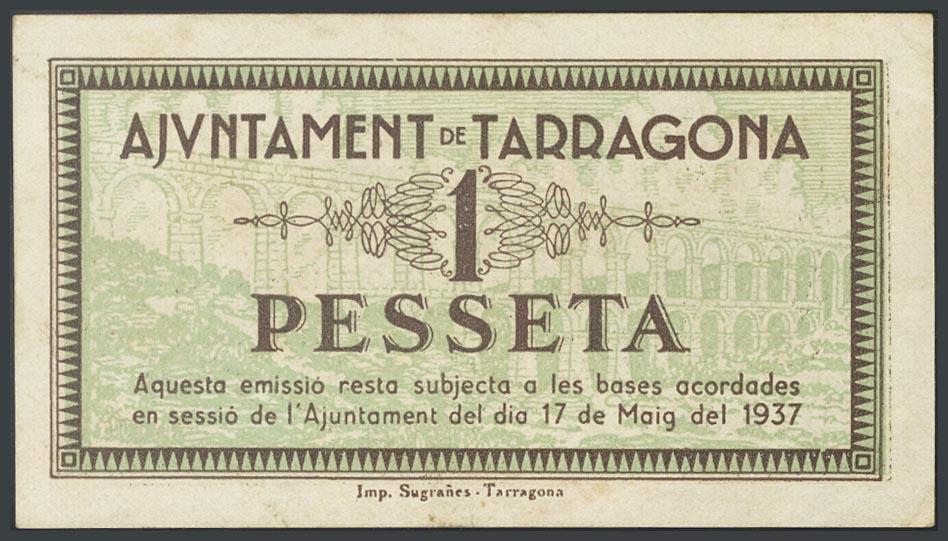 AJVNTAMENT DE TARRAGONA
1
PESSETA
Aquesta emissió resta subjecta a les bases acordades
en sessió de l'Ajuntament del dia 17 de Maig del 1937
Imp. Sugrañes - Tarragona